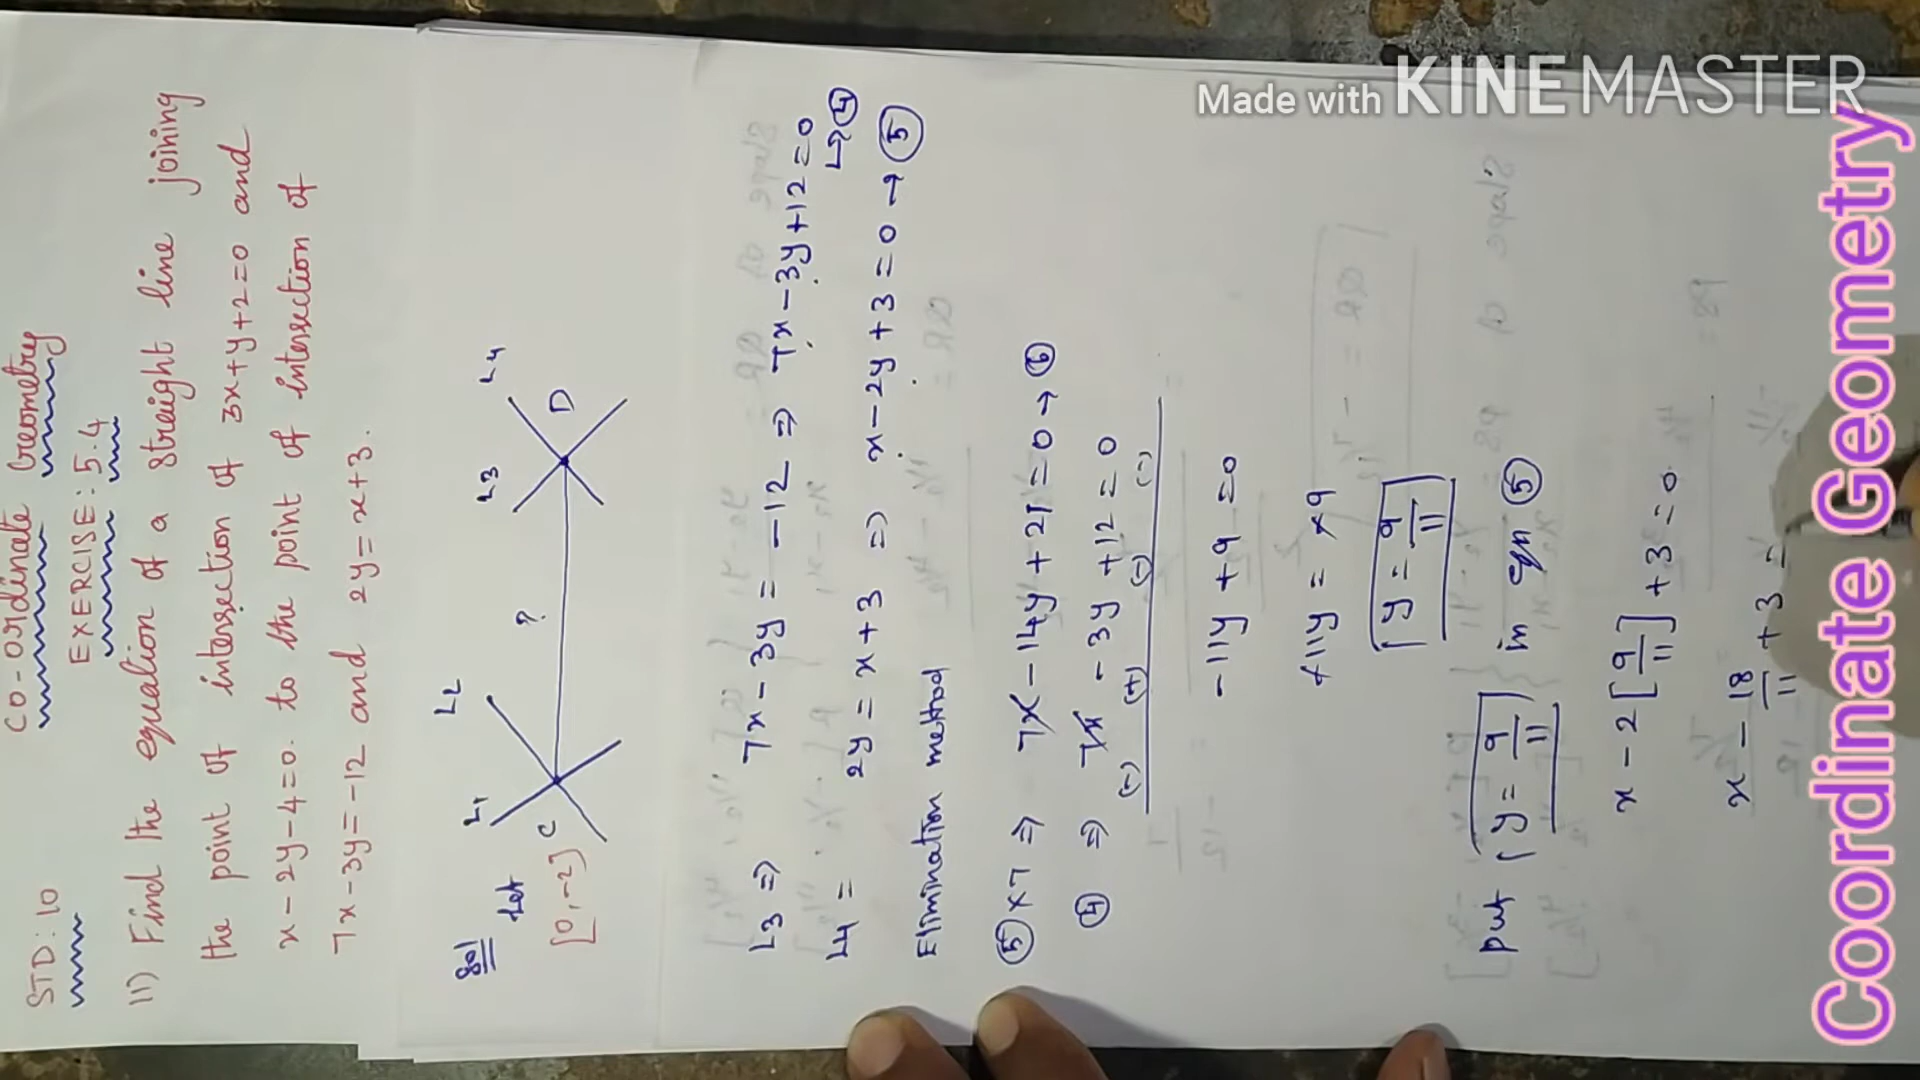 CO-ordinate Geometry
STD: 10
EXERCISE: 5.4
11) Find the equation of a straight line joining
the point of intersection of 3x+y+2=0 and
x-2y-4=0. to the point of intersection of
7x-3y=-12 and 2y=x+3.
Sol
Let
L1 L2 L3 L4
?
C D
[0,-2]
L3 ⇒ 7x-3y=-12 ⇒ 7x-3y+12=0
↳④
L4 = 2y=x+3 ⇒ x-2y+3=0→⑤
Elimination method
⑤×7 ⇒ 7x-14y+21=0→⑥
④ ⇒ 7x-3y+12=0
(-) (+) (-) (-)
-11y+9=0
+11y=+9
y=9/11
put y=9/11 in eqn ⑤
x-2[9/11]+3=0
x-18/11+3=
Made with KINEMASTER
Coordinate Geometry